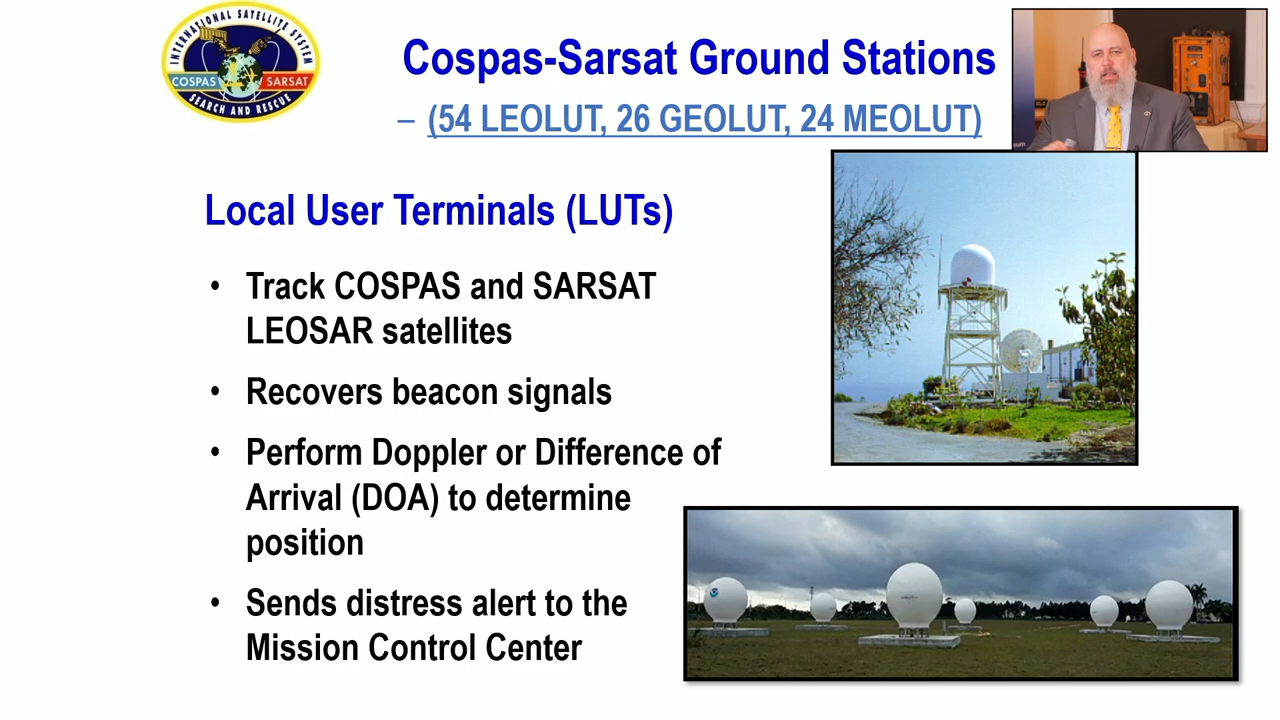 INTERNATIONAL SATELLITE SYSTEM
COSPAS SARSAT
SEARCH AND RESCUE
Cospas-Sarsat Ground Stations
– (54 LEOLUT, 26 GEOLUT, 24 MEOLUT)
Local User Terminals (LUTs)
• Track COSPAS and SARSAT
LEOSAR satellites
• Recovers beacon signals
• Perform Doppler or Difference of
Arrival (DOA) to determine
position
• Sends distress alert to the
Mission Control Center